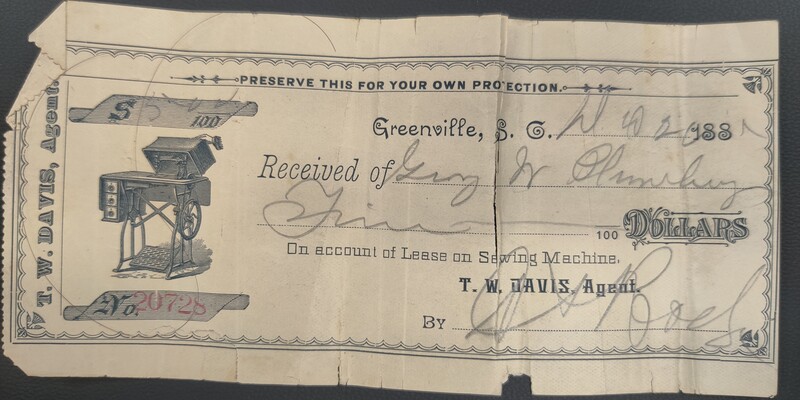 PRESERVE THIS FOR YOUR OWN PROTECTION.
T. W. DAVIS, Agent.
$ 100
Greenville, S. C. 188
Received of Geo W
100 DOLLARS
On account of Lease on Sewing Machine.
T. W. DAVIS, Agent.
No. 20728
By